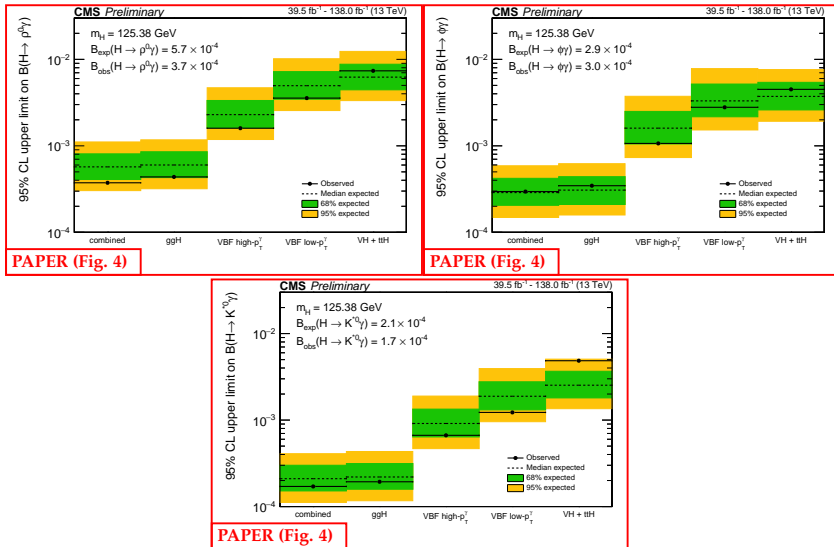 CMS Preliminary 39.5 fb⁻¹ - 138.0 fb⁻¹ (13 TeV)
95% CL upper limit on B(H→ ρ⁰γ)
m_H = 125.38 GeV
B_exp(H→ ρ⁰γ) = 5.7 × 10⁻⁴
B_obs(H→ ρ⁰γ) = 3.7 × 10⁻⁴
10⁻²
10⁻³
10⁻⁴
Observed
Median expected
68% expected
95% expected
combined ggH VBF high-p_T^γ VBF low-p_T^γ VH + ttH
PAPER (Fig. 4)
CMS Preliminary 39.5 fb⁻¹ - 138.0 fb⁻¹ (13 TeV)
95% CL upper limit on B(H→ ϕγ)
m_H = 125.38 GeV
B_exp(H→ ϕγ) = 2.9 × 10⁻⁴
B_obs(H→ ϕγ) = 3.0 × 10⁻⁴
10⁻²
10⁻³
10⁻⁴
Observed
Median expected
68% expected
95% expected
combined ggH VBF high-p_T^γ VBF low-p_T^γ VH + ttH
PAPER (Fig. 4)
CMS Preliminary 39.5 fb⁻¹ - 138.0 fb⁻¹ (13 TeV)
95% CL upper limit on B(H→ K*⁰γ)
m_H = 125.38 GeV
B_exp(H → K*⁰γ) = 2.1 × 10⁻⁴
B_obs(H → K*⁰γ) = 1.7 × 10⁻⁴
10⁻²
10⁻³
10⁻⁴
Observed
Median expected
68% expected
95% expected
combined ggH VBF high-p_T^γ VBF low-p_T^γ VH + ttH
PAPER (Fig. 4)